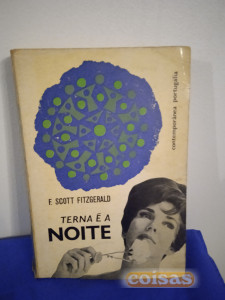 contemporânea portugália
F. SCOTT FITZGERALD
TERNA É A
NOITE
coisas